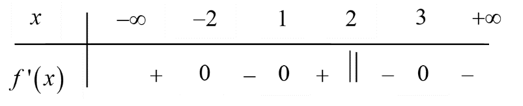 x −∞ −2 1 2 3 +∞
f'(x) + 0 − 0 + || − 0 −